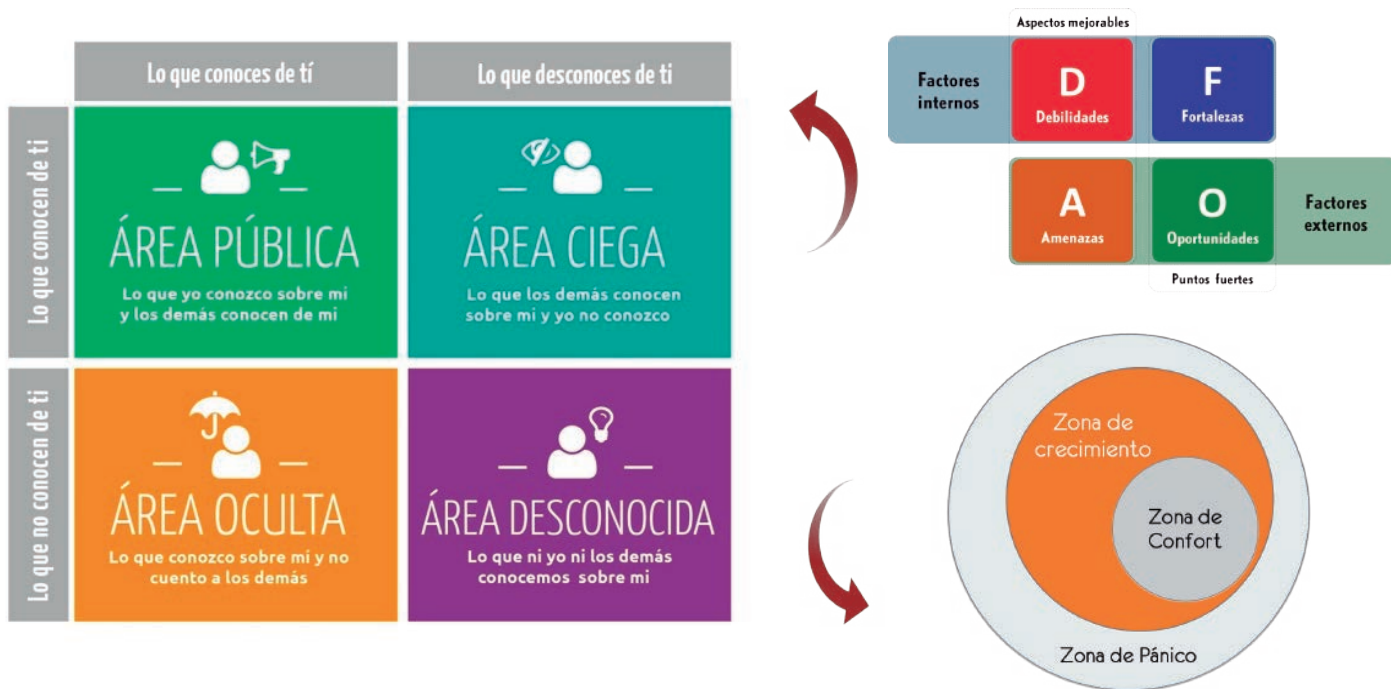 Lo que conoces de tí
Lo que desconoces de ti
Lo que conocen de ti
ÁREA PÚBLICA
Lo que yo conozco sobre mí
y los demás conocen de mi
ÁREA CIEGA
Lo que los demás conocen
sobre mi y yo no conozco
Lo que no conocen de ti
ÁREA OCULTA
Lo que conozco sobre mí y no
cuento a los demás
ÁREA DESCONOCIDA
Lo que ni yo ni los demás
conocemos sobre mi
Aspectos mejorables
Factores
internos
D
Debilidades
F
Fortalezas
A
Amenazas
O
Oportunidades
Factores
externos
Puntos fuertes
Zona de
crecimiento
Zona de
Confort
Zona de Pánico